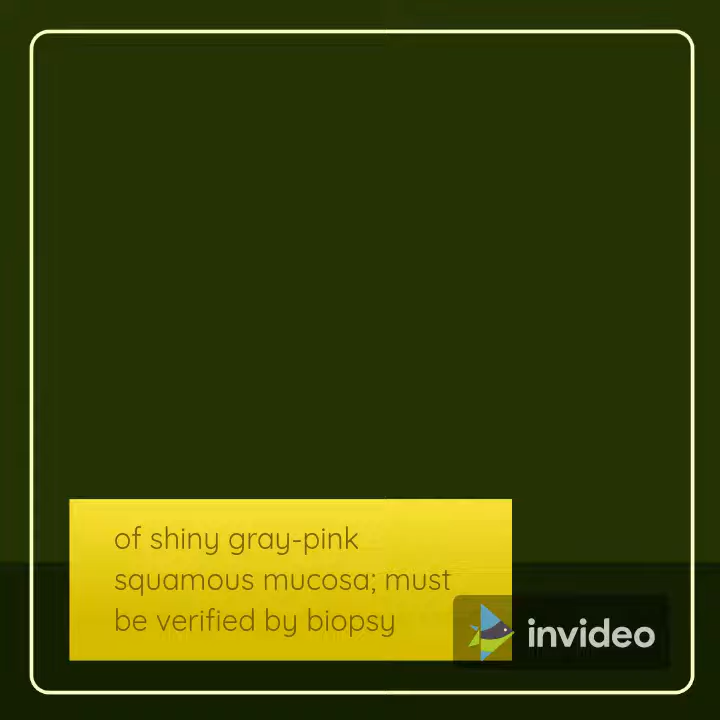 of shiny gray-pink
squamous mucosa; must
be verified by biopsy
invideo